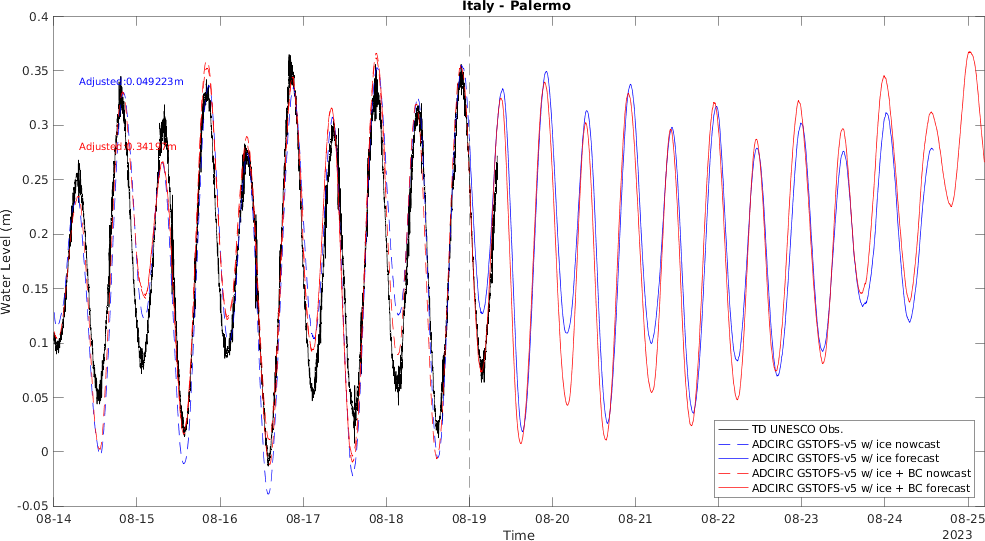 Italy - Palermo
0.4
0.35
0.3
0.25
0.2
0.15
0.1
0.05
0
-0.05
Water Level (m)
Adjusted:0.049223m
08-14 08-15 08-16 08-17 08-18 08-19 08-20 08-21 08-22 08-23 08-24 08-25
Time
2023
TD UNESCO Obs.
ADCIRC GSTOFS-v5 w/ ice nowcast
ADCIRC GSTOFS-v5 w/ ice forecast
ADCIRC GSTOFS-v5 w/ ice + BC nowcast
ADCIRC GSTOFS-v5 w/ ice + BC forecast